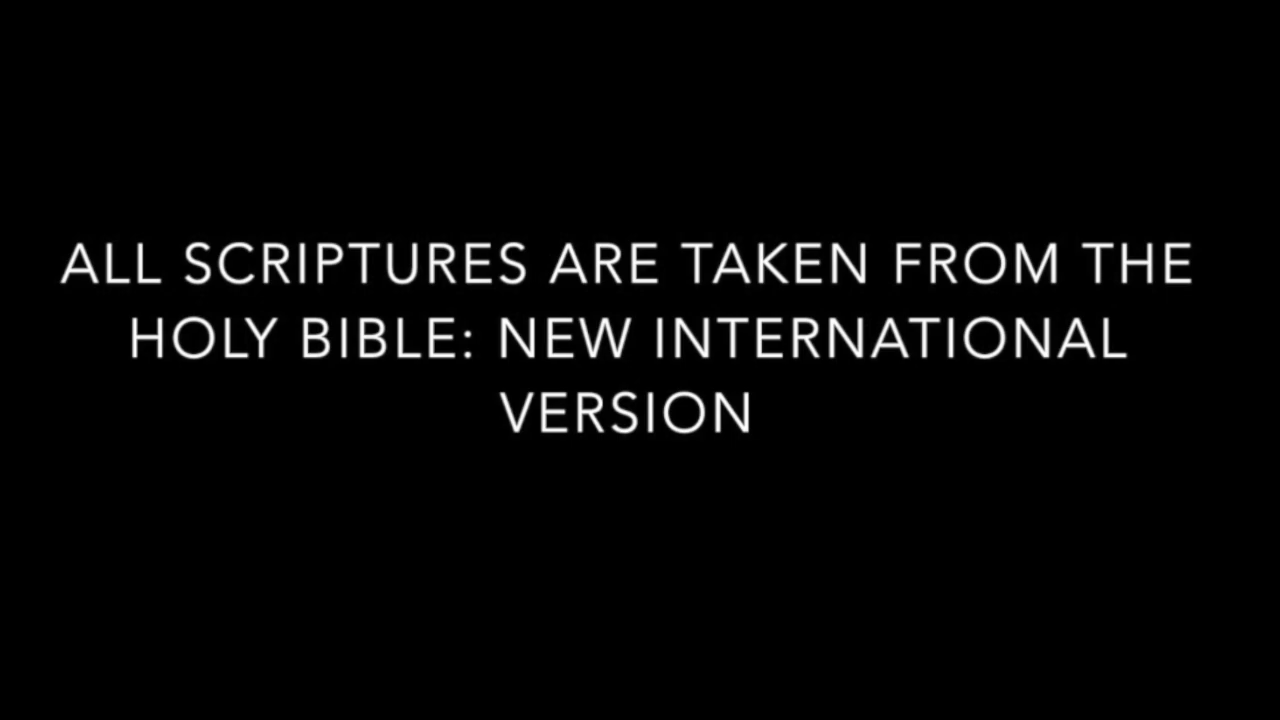 ALL SCRIPTURES ARE TAKEN FROM THE
HOLY BIBLE: NEW INTERNATIONAL
VERSION